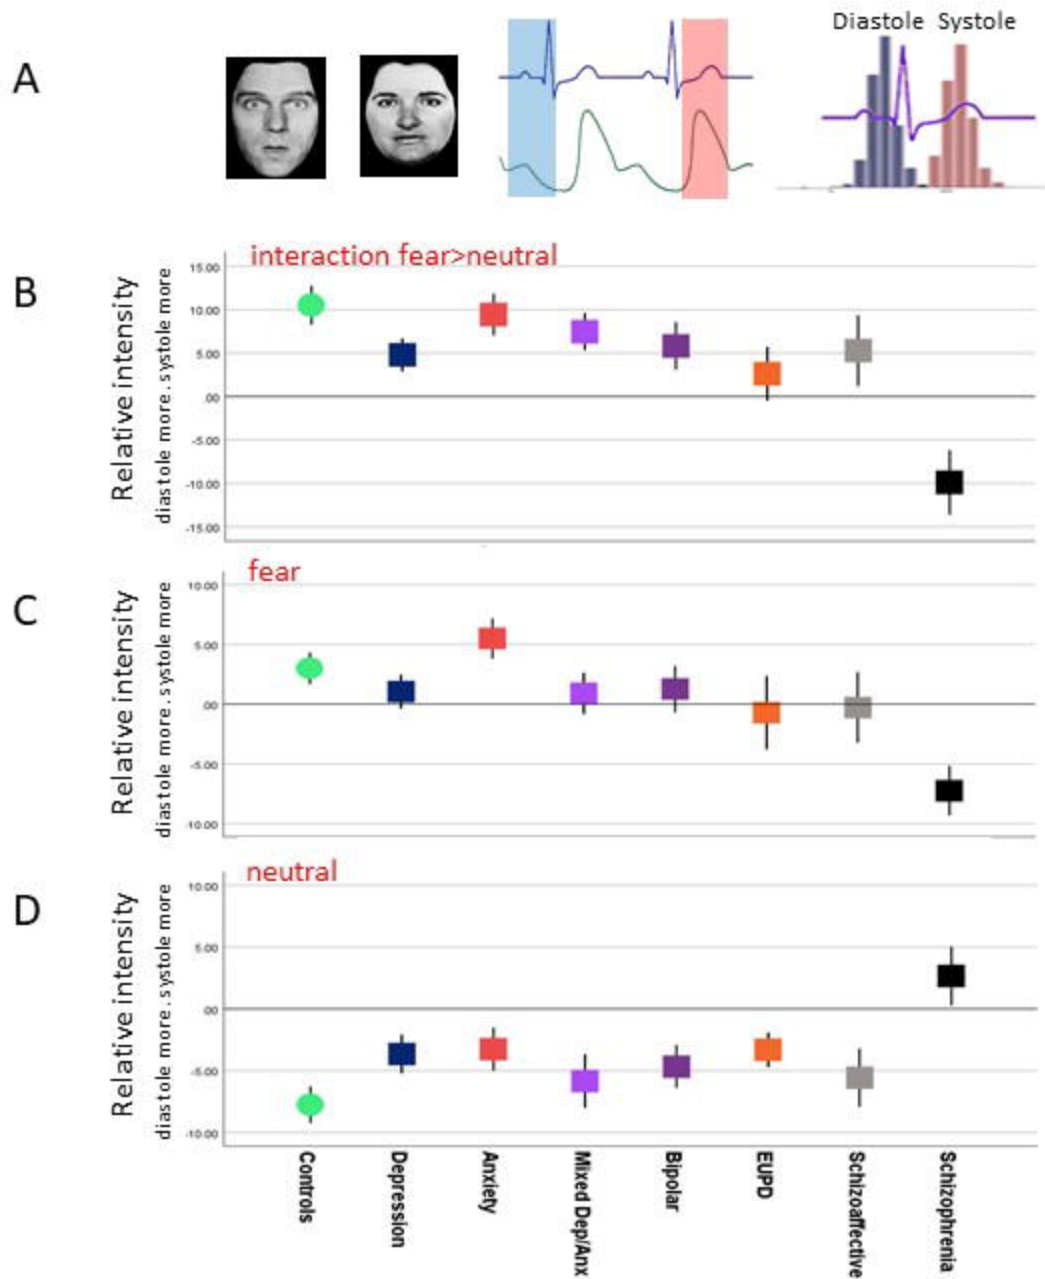 Diastole Systole
A
B
interaction fear>neutral
Relative intensity
diastole more . systole more
15.00
10.00
5.00
.00
-5.00
-10.00
-15.00
C
fear
Relative intensity
diastole more . systole more
10.00
5.00
.00
-5.00
-10.00
D
neutral
Relative intensity
diastole more . systole more
10.00
5.00
.00
-5.00
-10.00
Controls
Depression
Anxiety
Mixed Dep/Anx
Bipolar
EUPD
Schizoaffective
Schizophrenia